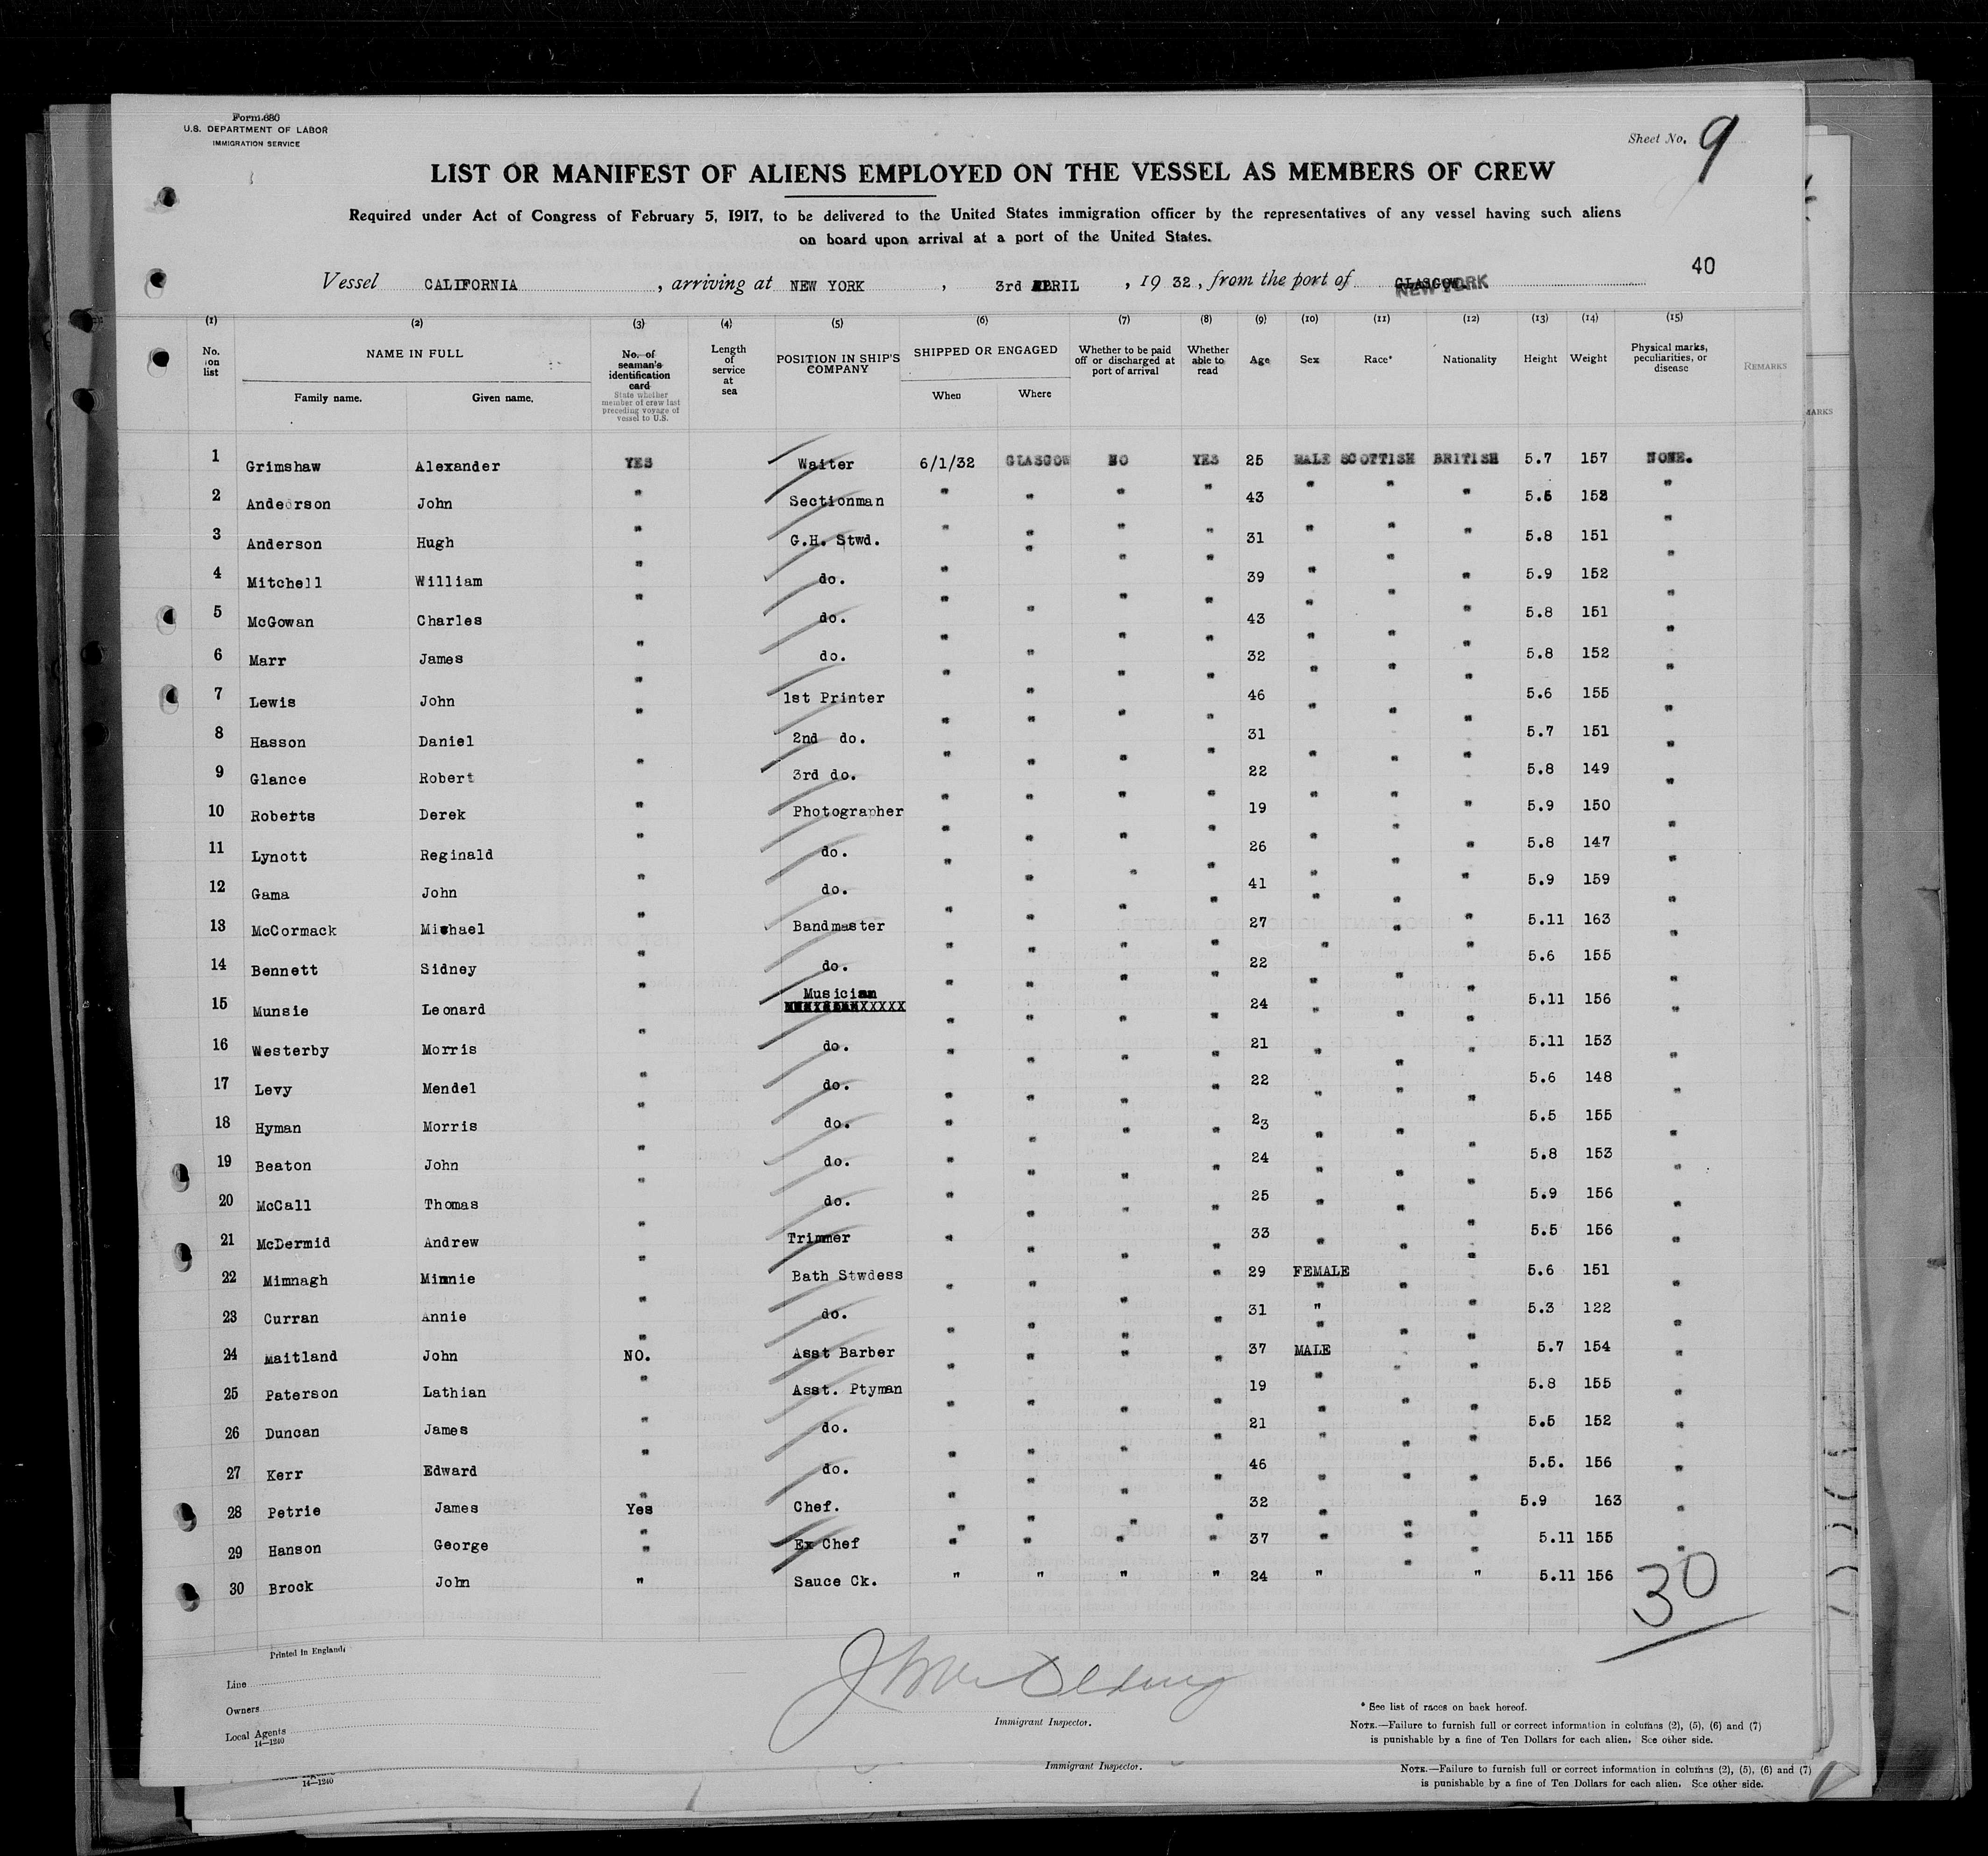 Form 680
U.S. DEPARTMENT OF LABOR
IMMIGRATION SERVICE
Sheet No. 9
LIST OR MANIFEST OF ALIENS EMPLOYED ON THE VESSEL AS MEMBERS OF CREW
Required under Act of Congress of February 5, 1917, to be delivered to the United States immigration officer by the representatives of any vessel having such aliens
on board upon arrival at a port of the United States.
40
Vessel CALIFORNIA, arriving at NEW YORK, 3rd APRIL, 19 32, from the port of GLASGOW. NEW YORK
(1) (2) (3) (4) (5) (6) (7) (8) (9) (10) (11) (12) (13) (14) (15)
No. on list NAME IN FULL Family name. Given name. No. of seaman's identification card State whether member of crew last preceding voyage of vessel to U.S. Length of service at sea POSITION IN SHIP'S COMPANY SHIPPED OR ENGAGED When Where Whether to be paid off or discharged at port of arrival Whether able to read Age Sex Race* Nationality Height Weight Physical marks, peculiarities, or disease REMARKS
MARKS
1 Grimshaw Alexander YES Waiter 6/1/32 GLASGOW NO YES 25 MALE SCOTTISH BRITISH 5.7 157 NONE.
2 Anderson John " Sectionman " " " " 43 " " " 5.5 152 "
3 Anderson Hugh " G.H. Stwd. " " " " 31 " " " 5.8 151 "
4 Mitchell William " do. " " " " 39 " " " 5.9 152 "
5 McGowan Charles " do. " " " " 43 " " " 5.8 151 "
6 Marr James " do. " " " " 32 " " " 5.8 152 "
7 Lewis John " 1st Printer " " " " 46 " " " 5.6 155 "
8 Hasson Daniel " 2nd do. " " " " 31 " " " 5.7 151 "
9 Glance Robert " 3rd do. " " " " 22 " " " 5.8 149 "
10 Roberts Derek " Photographer " " " " 19 " " " 5.9 150 "
11 Lynott Reginald " do. " " " " 26 " " " 5.8 147 "
12 Gama John " do. " " " " 41 " " " 5.9 159 "
13 McCormack Michael " Bandmaster " " " " 27 " " " 5.11 163 "
14 Bennett Sidney " do. " " " " 22 " " " 5.6 155 "
15 Munsie Leonard " Musician " " " " 24 " " " 5.11 156 "
16 Westerby Morris " do. " " " " 21 " " " 5.11 153 "
17 Levy Mendel " do. " " " " 22 " " " 5.6 148 "
18 Hyman Morris " do. " " " " 23 " " " 5.5 155 "
19 Beaton John " do. " " " " 24 " " " 5.8 153 "
20 McCall Thomas " do. " " " " 25 " " " 5.9 156 "
21 McDermid Andrew " Trimmer " " " " 33 " " " 5.5 156 "
22 Mimnagh Minnie " Bath Stwdess " " " " 29 FEMALE " " 5.6 151 "
23 Curran Annie " do. " " " " 31 " " " 5.3 122 "
24 Maitland John NO. Asst Barber " " " " 37 MALE " " 5.7 154 "
25 Paterson Lathian " Asst. Ptyman " " " " 19 " " " 5.8 155 "
26 Duncan James " do. " " " " 21 " " " 5.5 152 "
27 Kerr Edward " do. " " " " 46 " " " 5.5. 156 "
28 Petrie James Yes Chef. " " " " 32 " " " 5.9 163 "
29 Hanson George " Ex Chef " " " " 37 " " " 5.11 155 "
30 Brock John " Sauce Ck. " " " " 24 " " " 5.11 156
30
Printed in England.
Line
Owners
Local Agents
14—1240
Immigrant Inspector.
* See list of races on back hereof.
NOTE.—Failure to furnish full or correct information in columns (2), (5), (6) and (7)
is punishable by a fine of Ten Dollars for each alien. See other side.
14—1240
Immigrant Inspector.
NOTE.—Failure to furnish full or correct information in columns (2), (5), (6) and (7)
is punishable by a fine of Ten Dollars for each alien. See other side.